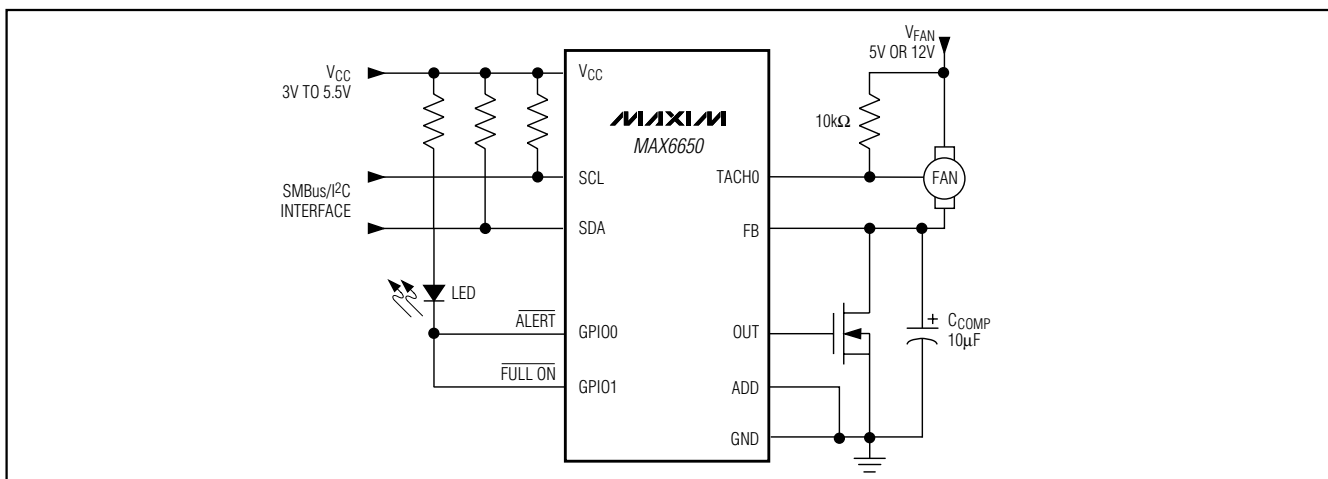 VCC
3V TO 5.5V
SMBus/I2C
INTERFACE
LED
ALERT
FULL ON
VCC
MAXIM
MAX6650
SCL
SDA
GPIO0
GPIO1
TACH0
FB
OUT
ADD
GND
VFAN
5V OR 12V
10kΩ
FAN
+
CCOMP
10μF